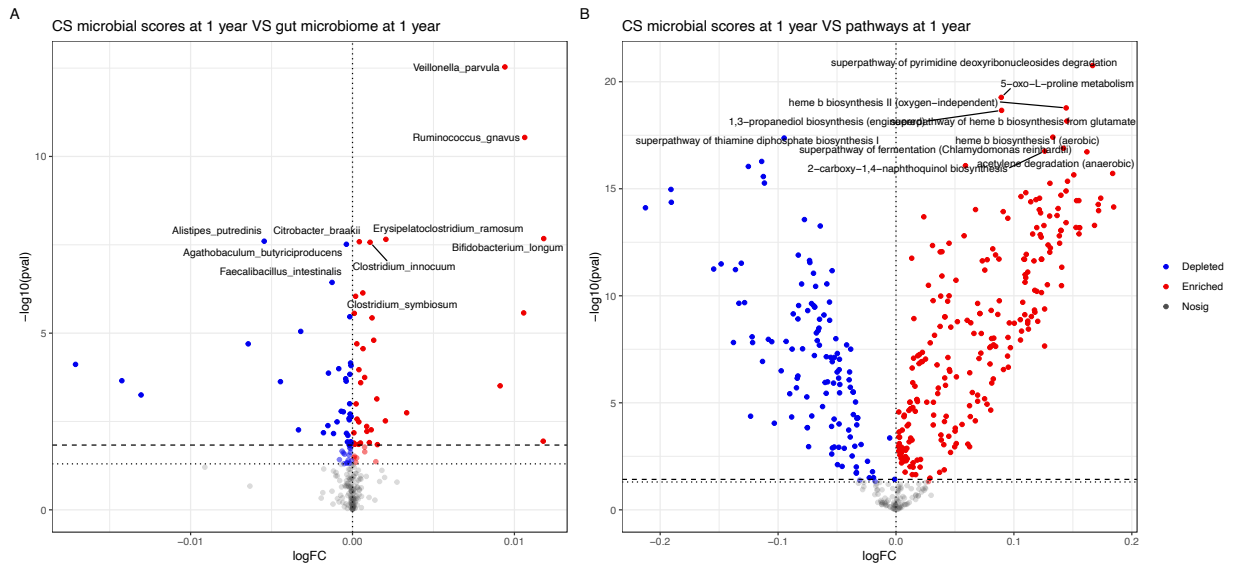 A
CS microbial scores at 1 year VS gut microbiome at 1 year
Veillonella_parvula
Ruminococcus_gnavus
Alistipes_putredinis
Citrobacter_braakii
Erysipelatoclostridium_ramosum
Bifidobacterium_longum
Agathobaculum_butyriciproducens
Clostridium_innocuum
Faecalibacillus_intestinalis
Clostridium_symbiosum
−log10(pval)
10
5
0
−0.01
0.00
0.01
logFC
B
CS microbial scores at 1 year VS pathways at 1 year
superpathway of pyrimidine deoxyribonucleosides degradation
5−oxo−L−proline metabolism
heme b biosynthesis II (oxygen−independent)
1,3−propanediol biosynthesis (engineered)
superpathway of heme b biosynthesis from glutamate
superpathway of thiamine diphosphate biosynthesis I
heme b biosynthesis I (aerobic)
superpathway of fermentation (Chlamydomonas reinhardtii)
acetylene degradation (anaerobic)
2−carboxy−1,4−naphthoquinol biosynthesis
−log10(pval)
20
15
10
5
0
−0.2
−0.1
0.0
0.1
0.2
logFC
Depleted
Enriched
Nosig